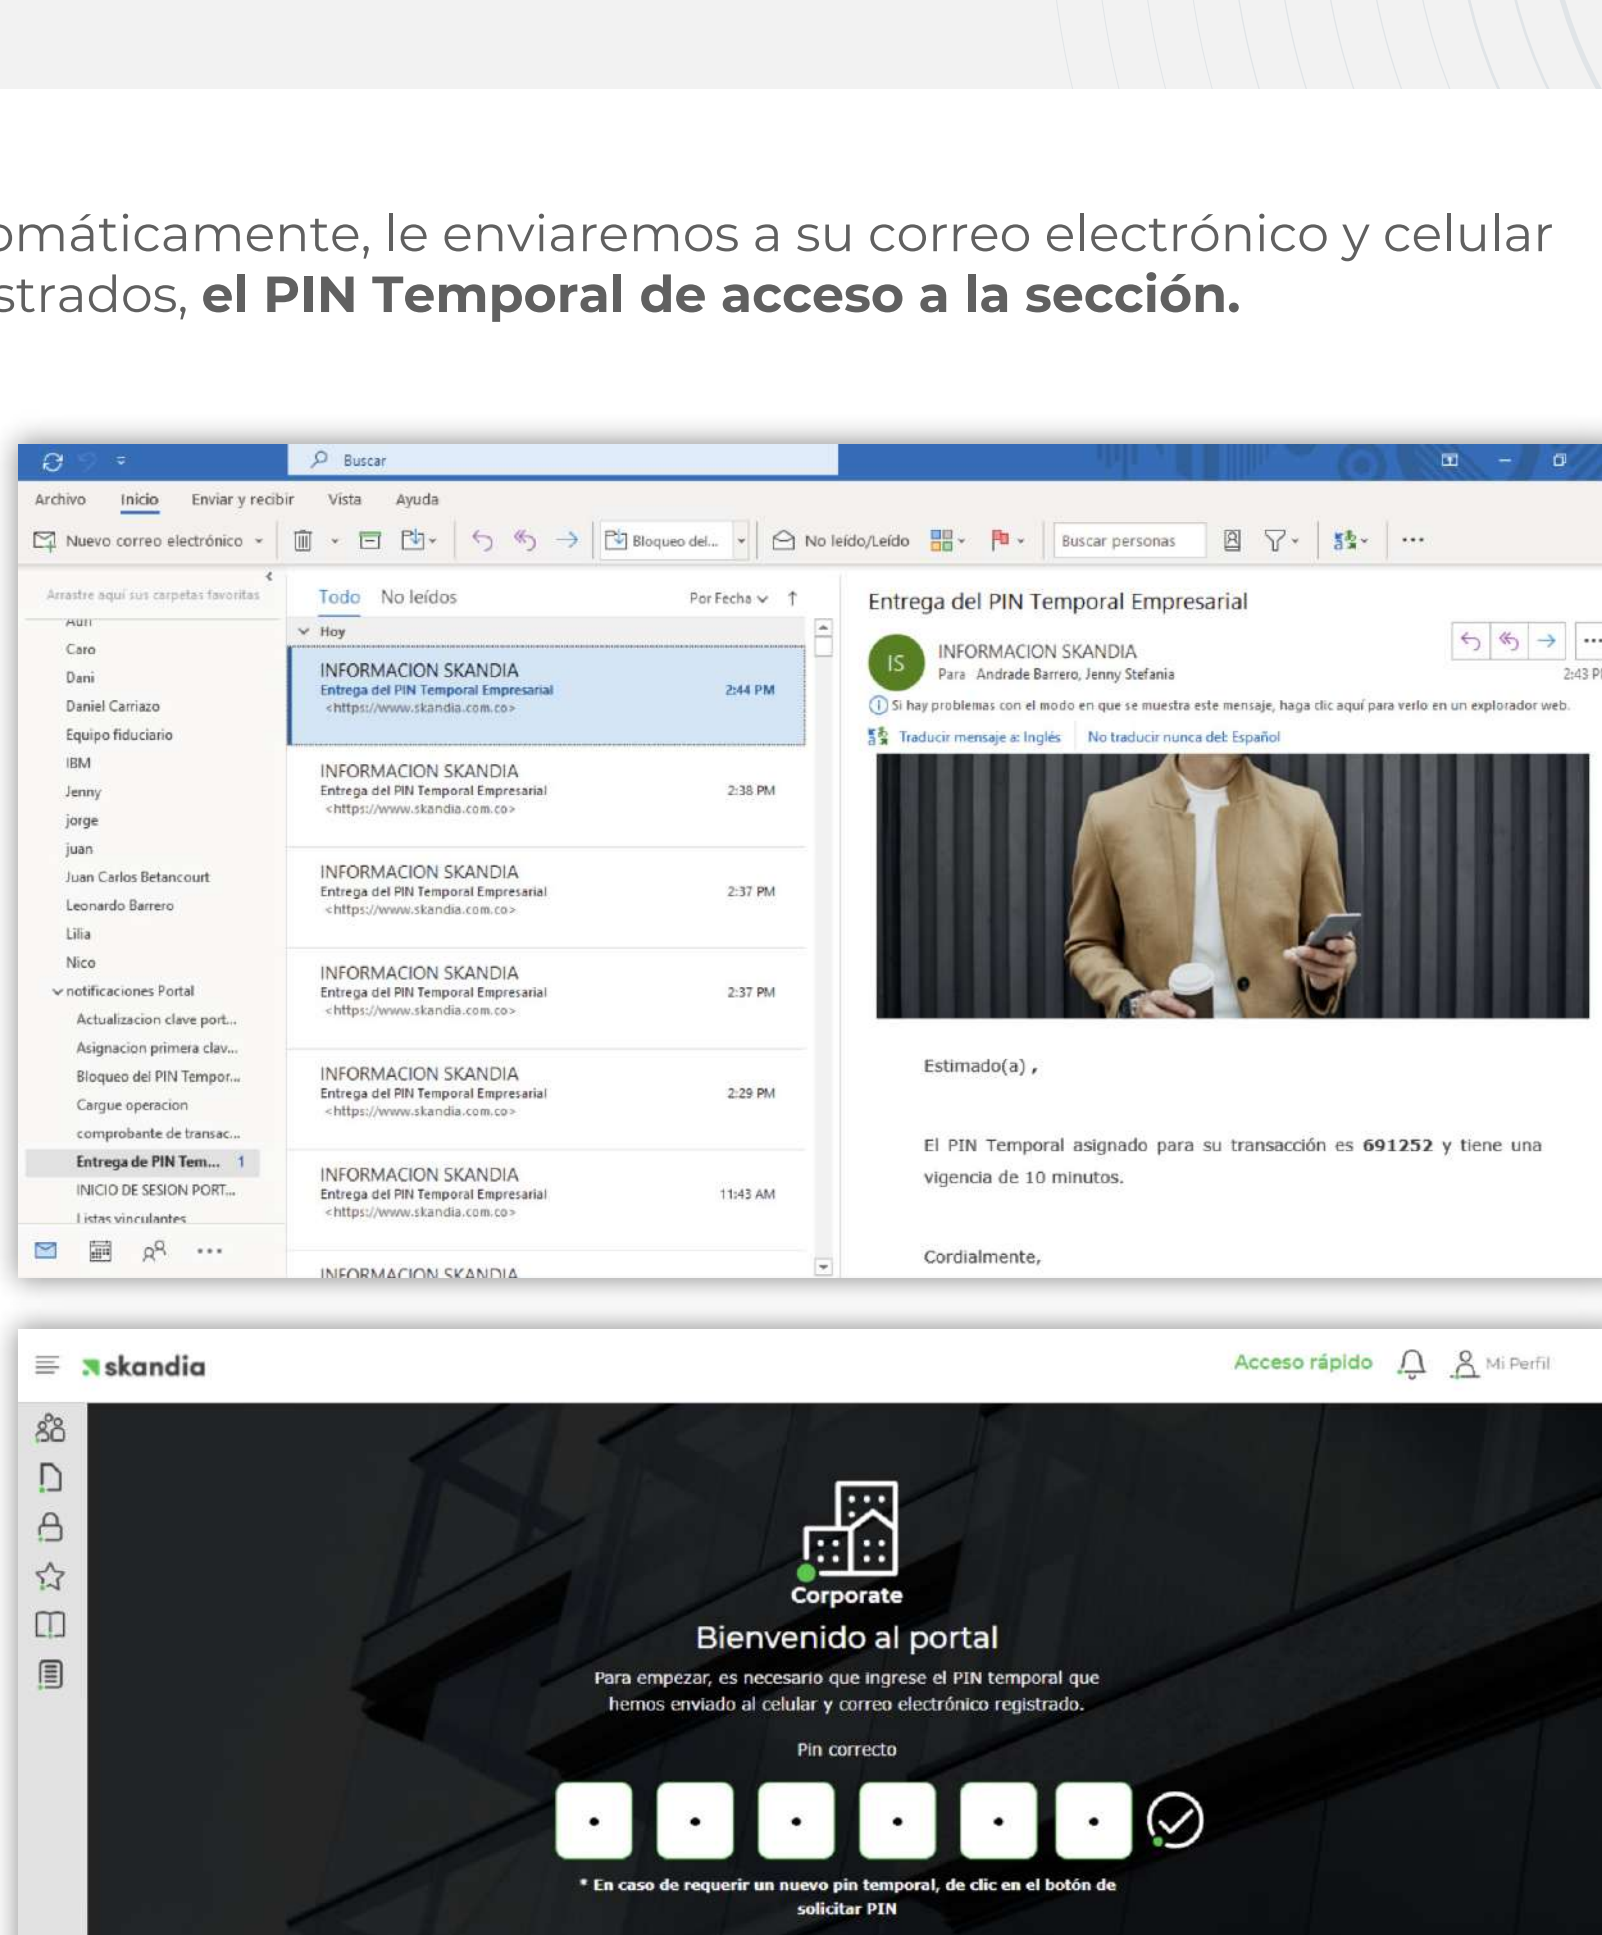 omáticamente, le enviaremos a su correo electrónico y celular
strados, el PIN Temporal de acceso a la sección.
Buscar
Archivo Inicio Enviar y recibir Vista Ayuda
Nuevo correo electrónico Bloqueo del... No leído/Leído Buscar personas ...
Arrastre aquí sus carpetas favoritas
Auri
Caro
Dani
Daniel Carriazo
Equipo fiduciario
IBM
Jenny
jorge
juan
Juan Carlos Betancourt
Leonardo Barrero
Lilia
Nico
notificaciones Portal
Actualizacion clave port...
Asignacion primera clav...
Bloqueo del PIN Tempor...
Cargue operacion
comprobante de transac...
Entrega de PIN Tem... 1
INICIO DE SESION PORT...
Listas vinculantes
Todo No leídos Por Fecha
Hoy
INFORMACION SKANDIA
Entrega del PIN Temporal Empresarial 2:44 PM
<https://www.skandia.com.co>
INFORMACION SKANDIA
Entrega del PIN Temporal Empresarial 2:38 PM
<https://www.skandia.com.co>
INFORMACION SKANDIA
Entrega del PIN Temporal Empresarial 2:37 PM
<https://www.skandia.com.co>
INFORMACION SKANDIA
Entrega del PIN Temporal Empresarial 2:37 PM
<https://www.skandia.com.co>
INFORMACION SKANDIA
Entrega del PIN Temporal Empresarial 2:29 PM
<https://www.skandia.com.co>
INFORMACION SKANDIA
Entrega del PIN Temporal Empresarial 11:43 AM
<https://www.skandia.com.co>
INFORMACION SKANDIA
Entrega del PIN Temporal Empresarial
IS
INFORMACION SKANDIA
Para Andrade Barrero, Jenny Stefania
2:43 P
Si hay problemas con el modo en que se muestra este mensaje, haga clic aquí para verlo en un explorador web.
Traducir mensaje a: Inglés No traducir nunca del: Español
Estimado(a) ,
El PIN Temporal asignado para su transacción es 691252 y tiene una
vigencia de 10 minutos.
Cordialmente,
skandia
Acceso rápido Mi Perfil
Corporate
Bienvenido al portal
Para empezar, es necesario que ingrese el PIN temporal que
hemos enviado al celular y correo electrónico registrado.
Pin correcto
* En caso de requerir un nuevo pin temporal, de clic en el botón de
solicitar PIN